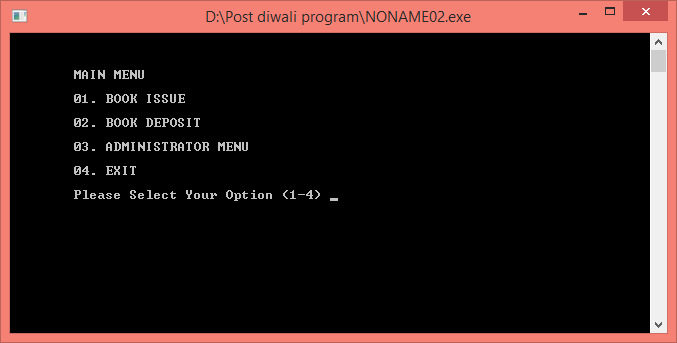 D:\Post diwali program\NONAME02.exe
MAIN MENU
01. BOOK ISSUE
02. BOOK DEPOSIT
03. ADMINISTRATOR MENU
04. EXIT
Please Select Your Option (1-4) _